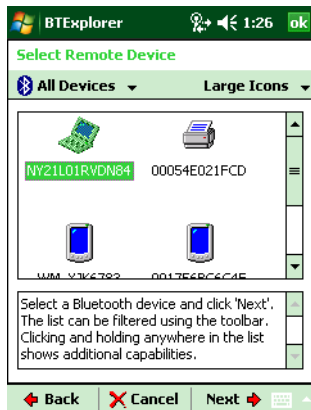 BTExplorer 1:26 ok
Select Remote Device
All Devices Large Icons
NY21L01RVDN84 00054E021FCD
Select a Bluetooth device and click 'Next'.
The list can be filtered using the toolbar.
Clicking and holding anywhere in the list
shows additional capabilities.
Back Cancel Next